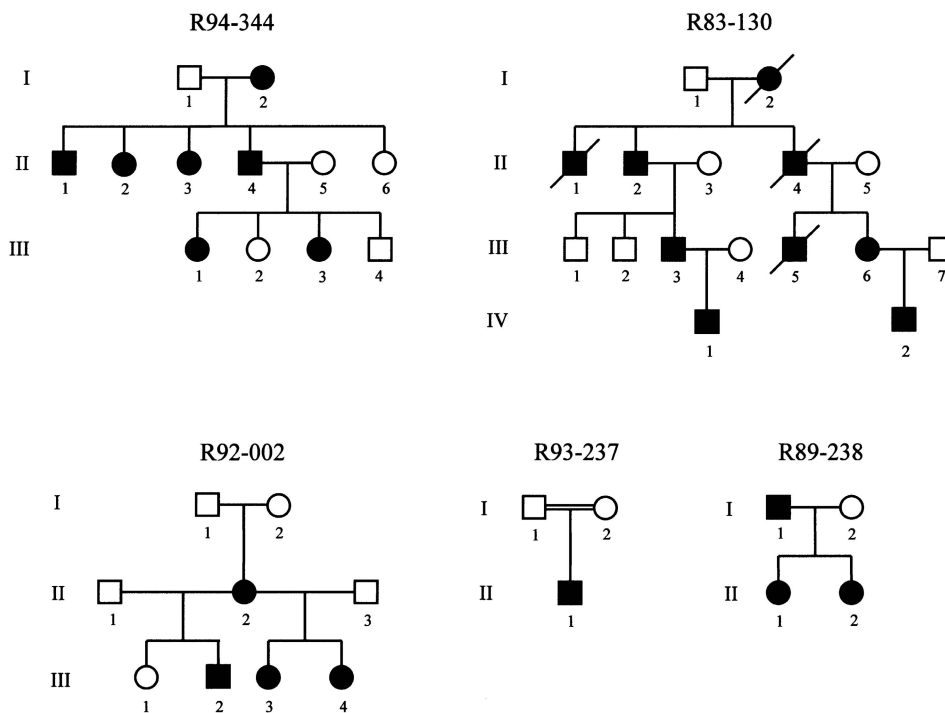 R94-344
I
1 2
II
1 2 3 4 5 6
III
1 2 3 4
R83-130
I
1 2
II
1 2 3 4 5
III
1 2 3 4 5 6 7
IV
1 2
R92-002
I
1 2
II
1 2 3
III
1 2 3 4
R93-237
I
1 2
II
1
R89-238
I
1 2
II
1 2